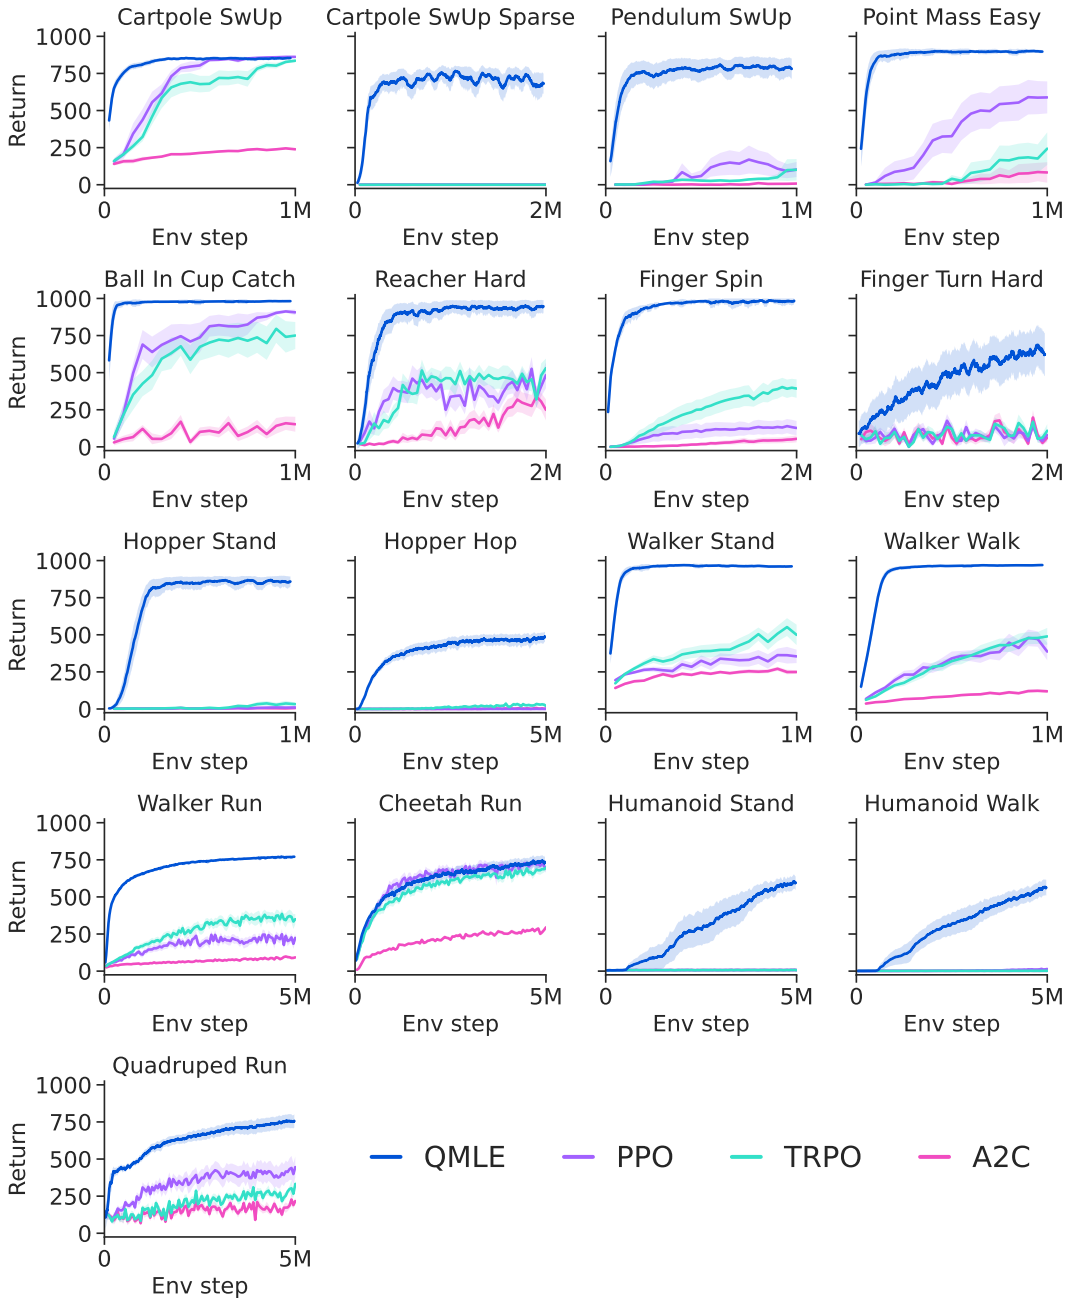 Cartpole SwUp Cartpole SwUp Sparse Pendulum SwUp Point Mass Easy
1000
750
500
250
0
Return
0 1M 0 2M 0 1M 0 1M
Env step Env step Env step Env step
Ball In Cup Catch Reacher Hard Finger Spin Finger Turn Hard
1000
750
500
250
0
Return
0 1M 0 2M 0 2M 0 2M
Env step Env step Env step Env step
Hopper Stand Hopper Hop Walker Stand Walker Walk
1000
750
500
250
0
Return
0 1M 0 5M 0 1M 0 1M
Env step Env step Env step Env step
Walker Run Cheetah Run Humanoid Stand Humanoid Walk
1000
750
500
250
0
Return
0 5M 0 5M 0 5M 0 5M
Env step Env step Env step Env step
Quadruped Run
1000
750
500
250
0
Return
0 5M
Env step
QMLE PPO TRPO A2C